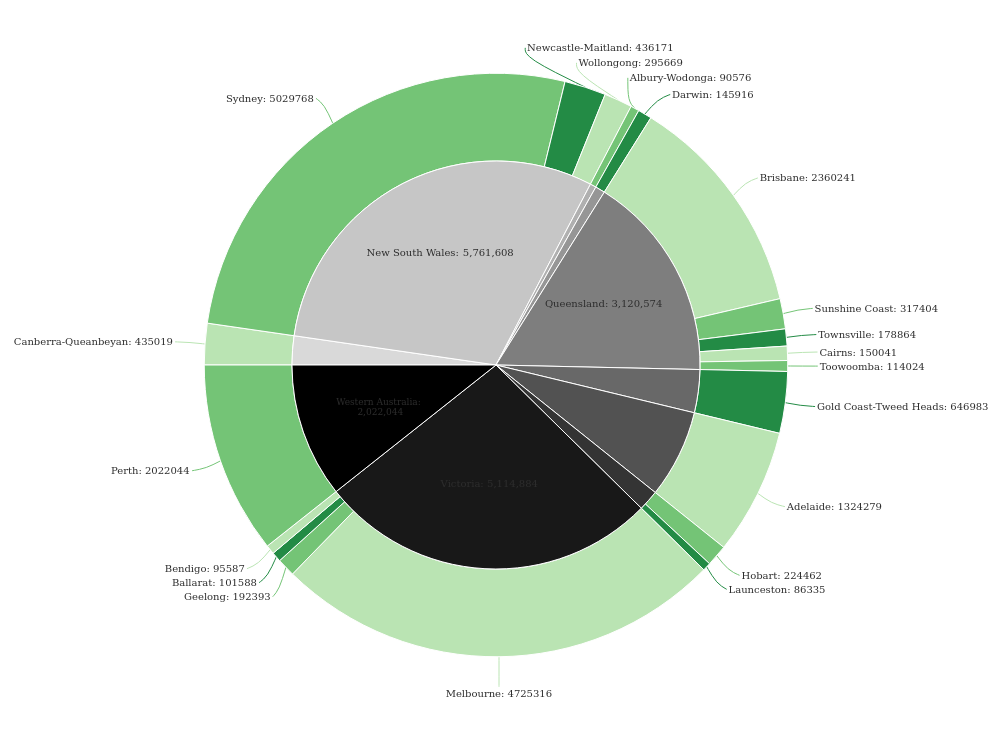 Newcastle-Maitland: 436171
Wollongong: 295669
Albury-Wodonga: 90576
Darwin: 145916
Sydney: 5029768
Brisbane: 2360241
New South Wales: 5,761,608
Queensland: 3,120,574
Sunshine Coast: 317404
Townsville: 178864
Canberra-Queanbeyan: 435019
Cairns: 150041
Toowoomba: 114024
Western Australia:
2,022,044
Gold Coast-Tweed Heads: 646983
Perth: 2022044
Victoria: 5,114,884
Adelaide: 1324279
Bendigo: 95587
Ballarat: 101588
Geelong: 192393
Hobart: 224462
Launceston: 86335
Melbourne: 4725316